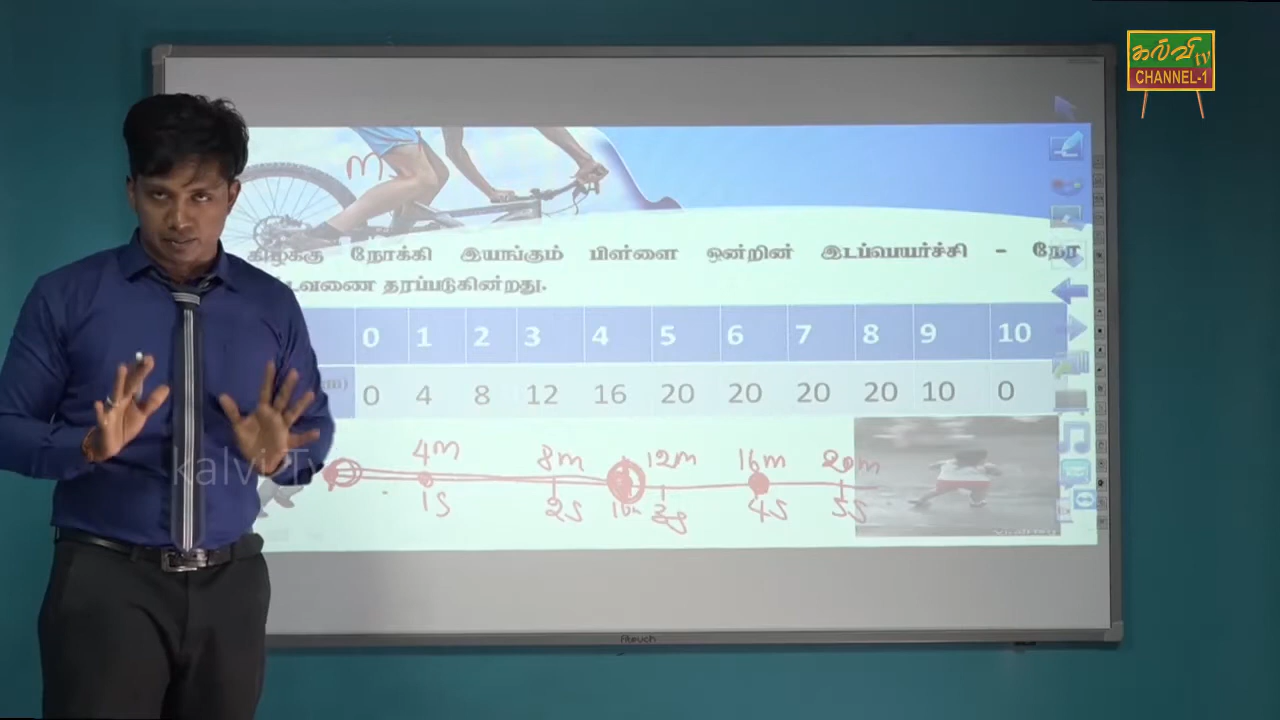 கல்வி TV
CHANNEL-1
m
கிழக்கு நோக்கி இயங்கும் பிள்ளை ஒன்றின் இடப்பெயர்ச்சி – நேர
தரப்படுகின்றது.
0 1 2 3 4 5 6 7 8 9 10
(m) 0 4 8 12 16 20 20 20 20 10 0
4m 8m 12m 16m 20m
1s 2s 10m 3s 4s 5s
kalvi Tv